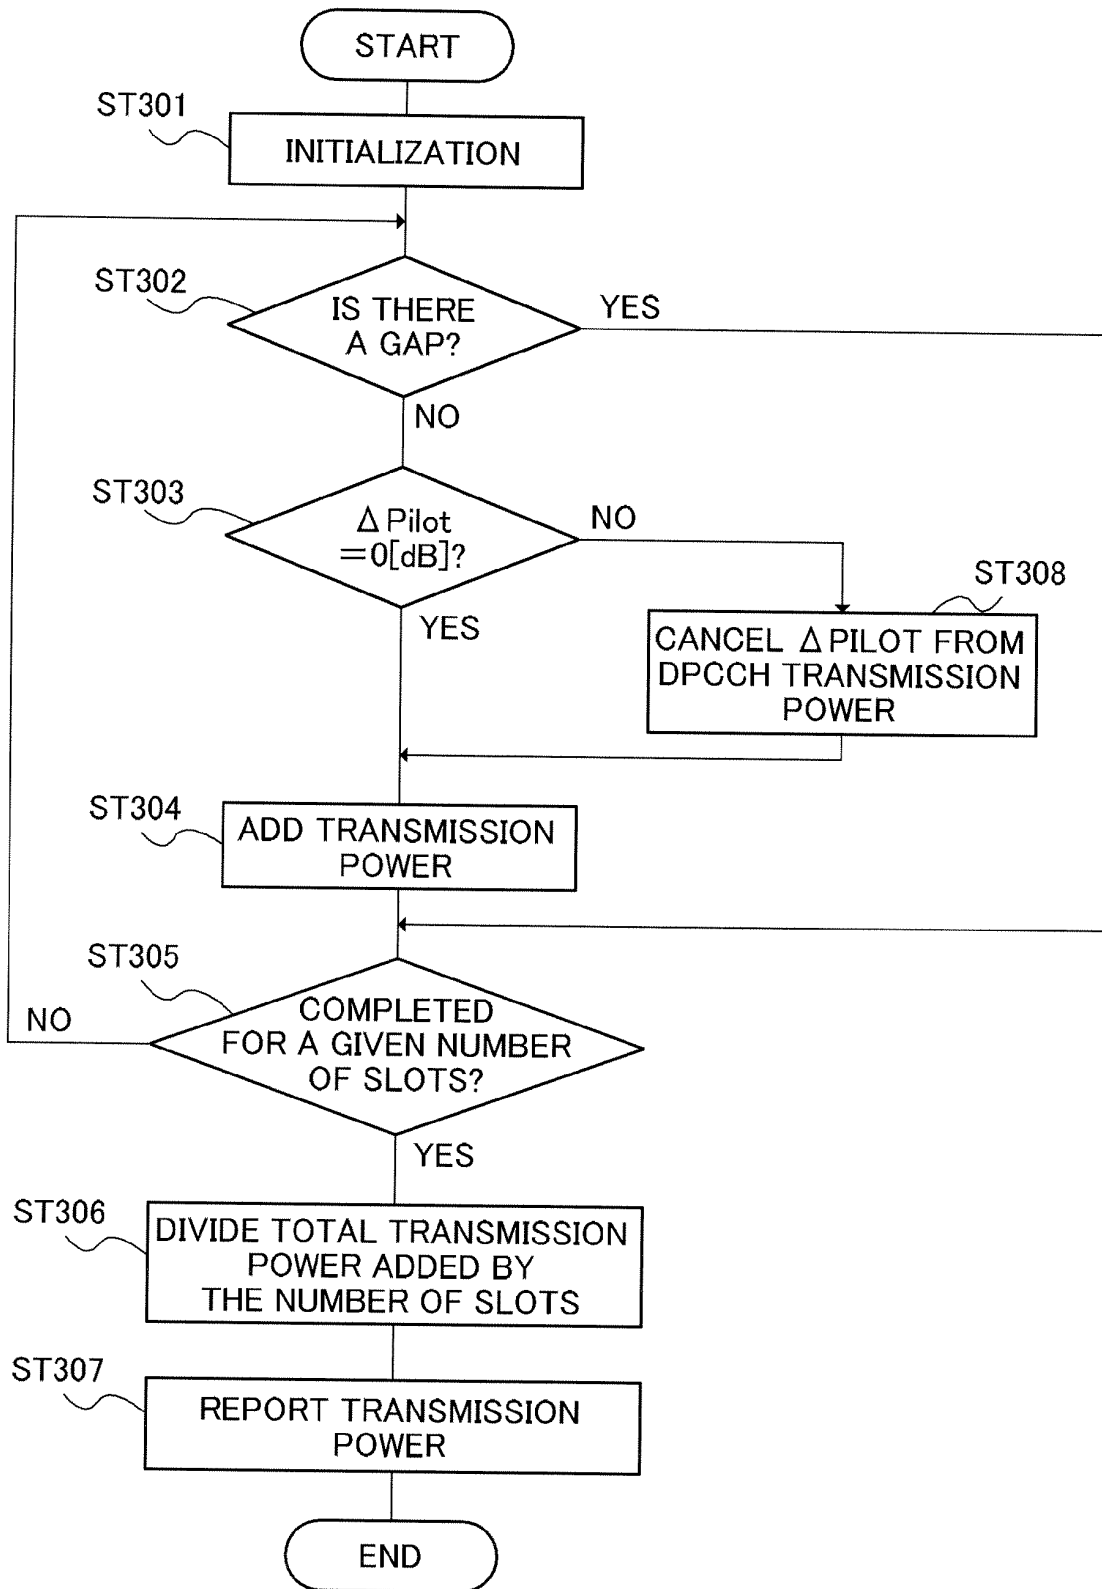 START
ST301
INITIALIZATION
ST302
IS THERE
A GAP?
YES
NO
ST303
Δ Pilot
=0[dB]?
NO
YES
ST308
CANCEL Δ PILOT FROM
DPCCH TRANSMISSION
POWER
ST304
ADD TRANSMISSION
POWER
ST305
COMPLETED
FOR A GIVEN NUMBER
OF SLOTS?
NO
YES
ST306
DIVIDE TOTAL TRANSMISSION
POWER ADDED BY
THE NUMBER OF SLOTS
ST307
REPORT TRANSMISSION
POWER
END